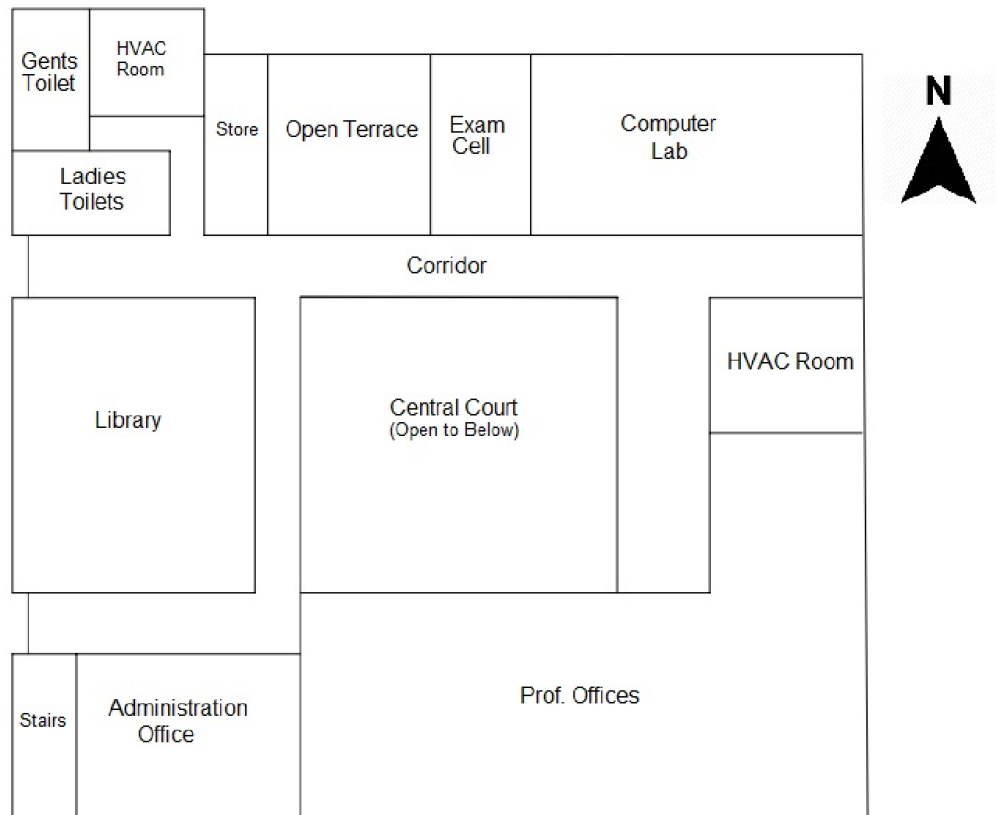 Gents
Toilet
HVAC
Room
N
Store
Open Terrace
Exam
Cell
Computer
Lab
Ladies
Toilets
Corridor
HVAC Room
Library
Central Court
(Open to Below)
Stairs
Administration
Office
Prof. Offices